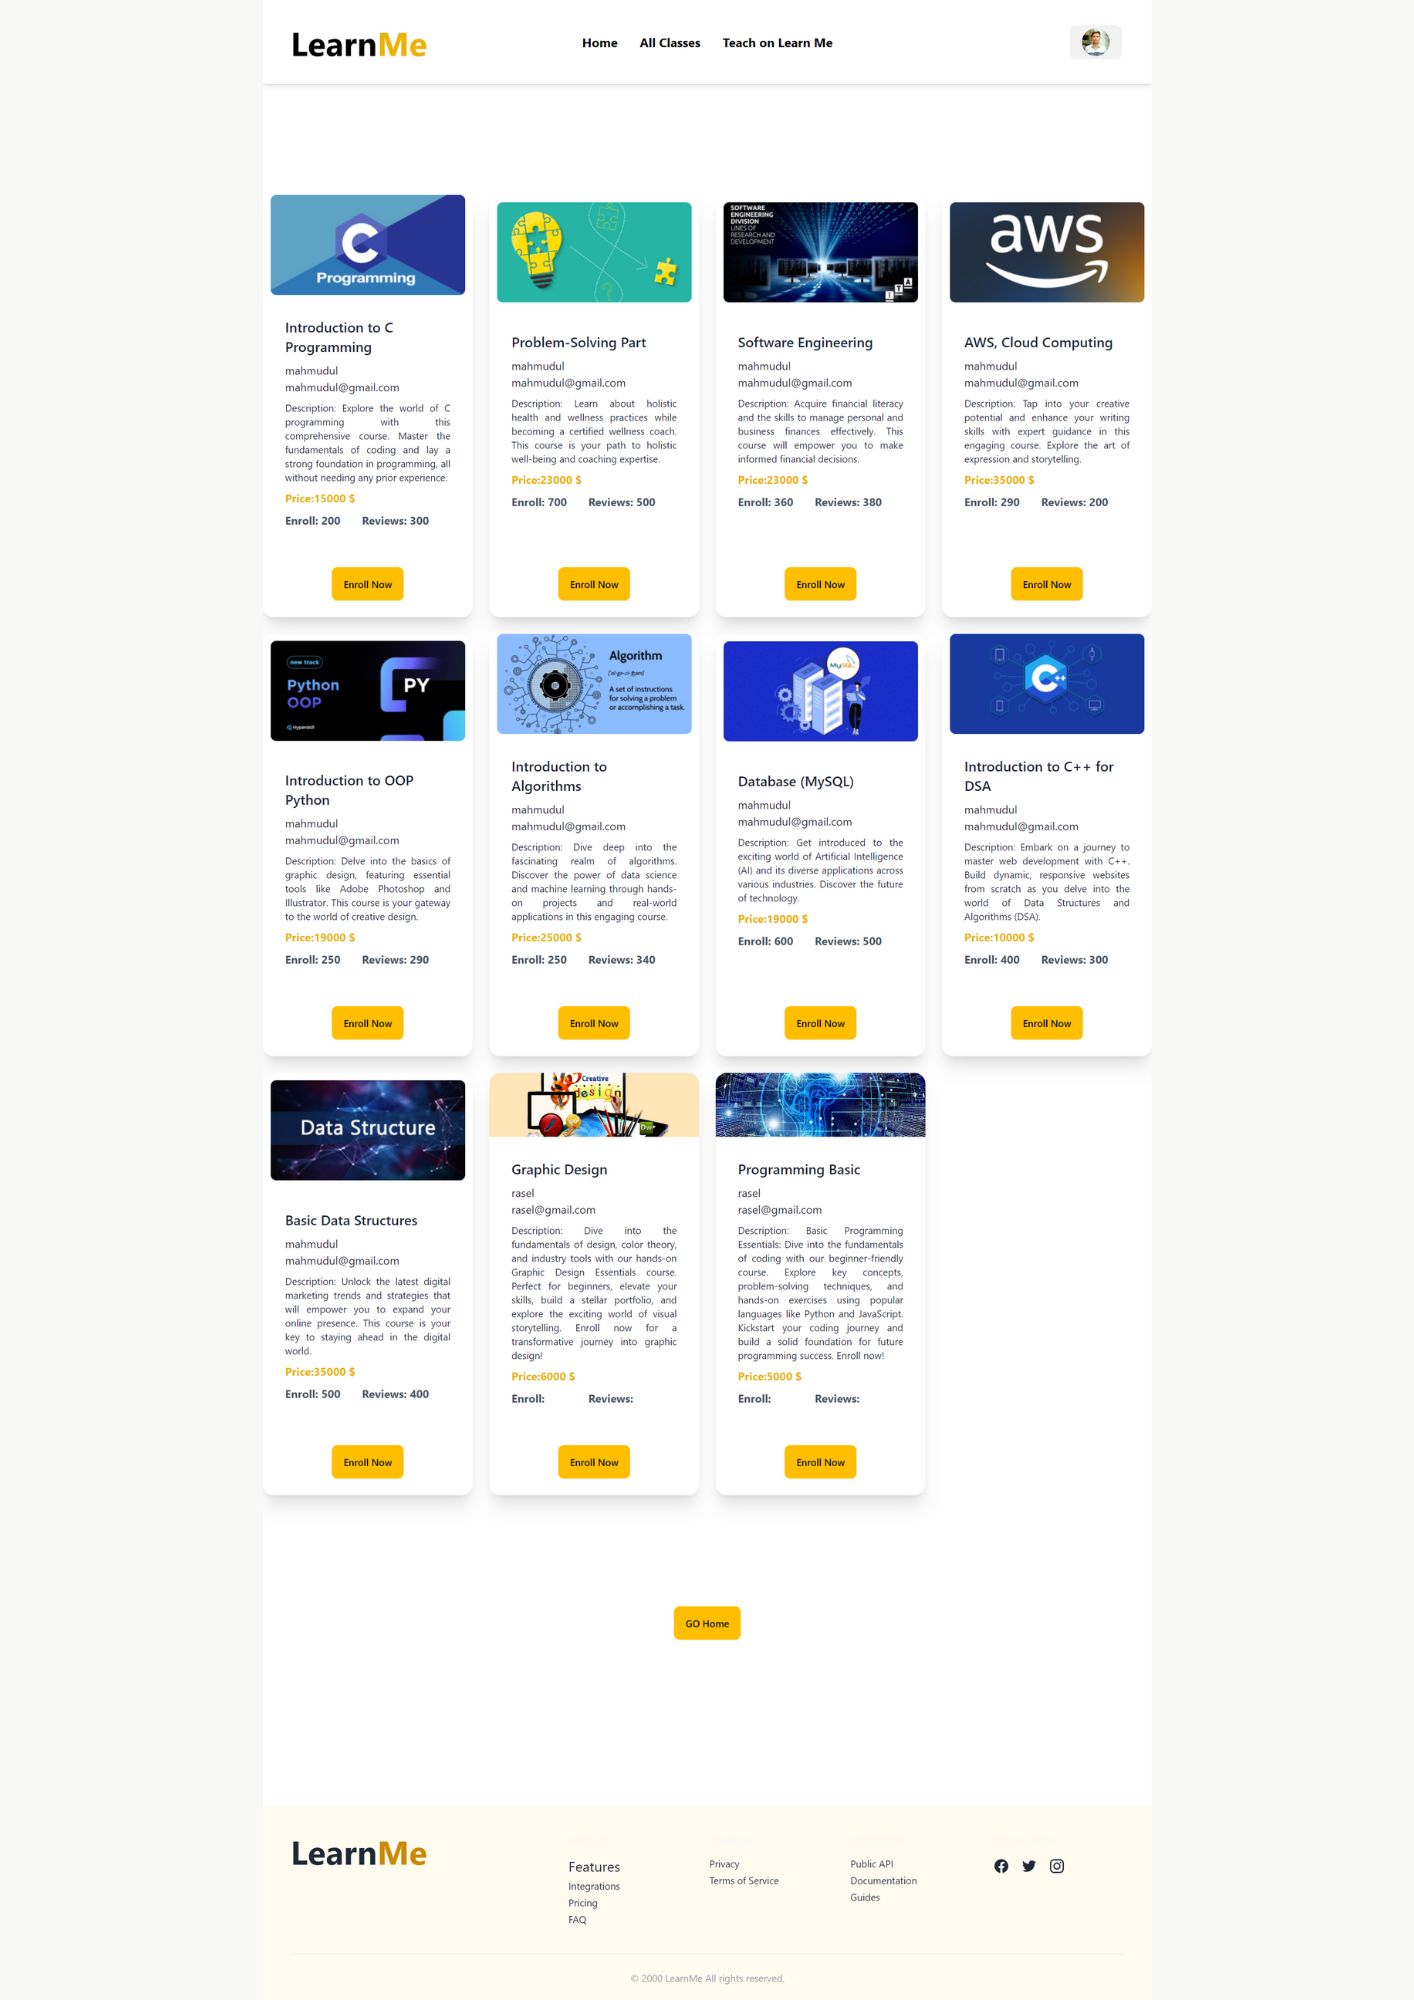 LearnMe
Home All Classes Teach on Learn Me
C
Programming
Introduction to C
Programming
mahmudul
mahmudul@gmail.com
Description: Explore the world of C
programming with this
comprehensive course. Master the
fundamentals of coding and lay a
strong foundation in programming, all
without needing any prior experience.
Price:15000 $
Enroll: 200 Reviews: 300
Enroll Now
Problem-Solving Part
mahmudul
mahmudul@gmail.com
Description: Learn about holistic
health and wellness practices while
becoming a certified wellness coach.
This course is your path to holistic
well-being and coaching expertise.
Price:23000 $
Enroll: 700 Reviews: 500
Enroll Now
SOFTWARE
ENGINEERING
DIVISION
LINES OF
RESEARCH AND
DEVELOPMENT
I T A
Software Engineering
mahmudul
mahmudul@gmail.com
Description: Acquire financial literacy
and the skills to manage personal and
business finances effectively. This
course will empower you to make
informed financial decisions.
Price:23000 $
Enroll: 360 Reviews: 380
Enroll Now
aws
AWS, Cloud Computing
mahmudul
mahmudul@gmail.com
Description: Tap into your creative
potential and enhance your writing
skills with expert guidance in this
engaging course. Explore the art of
expression and storytelling.
Price:35000 $
Enroll: 290 Reviews: 200
Enroll Now
new track
Python
OOP
PY
Hyperskill
Introduction to OOP
Python
mahmudul
mahmudul@gmail.com
Description: Delve into the basics of
graphic design, featuring essential
tools like Adobe Photoshop and
Illustrator. This course is your gateway
to the world of creative design.
Price:19000 $
Enroll: 250 Reviews: 290
Enroll Now
Algorithm
A set of instructions
for solving a problem
or accomplishing a task.
Introduction to
Algorithms
mahmudul
mahmudul@gmail.com
Description: Dive deep into the
fascinating realm of algorithms.
Discover the power of data science
and machine learning through hands-
on projects and real-world
applications in this engaging course.
Price:25000 $
Enroll: 250 Reviews: 340
Enroll Now
MySQL
Database (MySQL)
mahmudul
mahmudul@gmail.com
Description: Get introduced to the
exciting world of Artificial Intelligence
(AI) and its diverse applications across
various industries. Discover the future
of technology.
Price:19000 $
Enroll: 600 Reviews: 500
Enroll Now
C++
Introduction to C++ for
DSA
mahmudul
mahmudul@gmail.com
Description: Embark on a journey to
master web development with C++.
Build dynamic, responsive websites
from scratch as you delve into the
world of Data Structures and
Algorithms (DSA).
Price:10000 $
Enroll: 400 Reviews: 300
Enroll Now
Data Structure
Basic Data Structures
mahmudul
mahmudul@gmail.com
Description: Unlock the latest digital
marketing trends and strategies that
will empower you to expand your
online presence. This course is your
key to staying ahead in the digital
world.
Price:35000 $
Enroll: 500 Reviews: 400
Enroll Now
Creative
design
Dw
Graphic Design
rasel
rasel@gmail.com
Description: Dive into the
fundamentals of design, color theory,
and industry tools with our hands-on
Graphic Design Essentials course.
Perfect for beginners, elevate your
skills, build a stellar portfolio, and
explore the exciting world of visual
storytelling. Enroll now for a
transformative journey into graphic
design!
Price:6000 $
Enroll: Reviews:
Enroll Now
Programming Basic
rasel
rasel@gmail.com
Description: Basic Programming
Essentials: Dive into the fundamentals
of coding with our beginner-friendly
course. Explore key concepts,
problem-solving techniques, and
hands-on exercises using popular
languages like Python and JavaScript.
Kickstart your coding journey and
build a solid foundation for future
programming success. Enroll now!
Price:5000 $
Enroll: Reviews:
Enroll Now
GO Home
LearnMe
Features
Integrations
Pricing
FAQ
Privacy
Terms of Service
Public API
Documentation
Guides
© 2000 LearnMe All rights reserved.